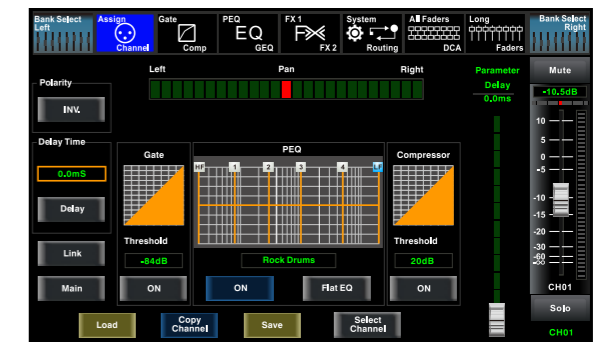 Bank Select
Left
Assign
Channel
Gate
Comp
PEQ
EQ
GEQ
FX 1
FX 2
System
Routing
All Faders
DCA
Long
Faders
Bank Select
Right
Left
Pan
Right
Parameter
Delay
0.0ms
Mute
-10.5dB
Polarity
INV.
Delay Time
0.0mS
Delay
Link
Main
Gate
Threshold
-84dB
ON
PEQ
HF
1
2
3
4
LF
Rock Drums
ON
Flat EQ
Compressor
Threshold
20dB
ON
10
5
0
-5
-10
-15
-20
-30
-60
-∞
CH01
Solo
CH01
Load
Copy
Channel
Save
Select
Channel